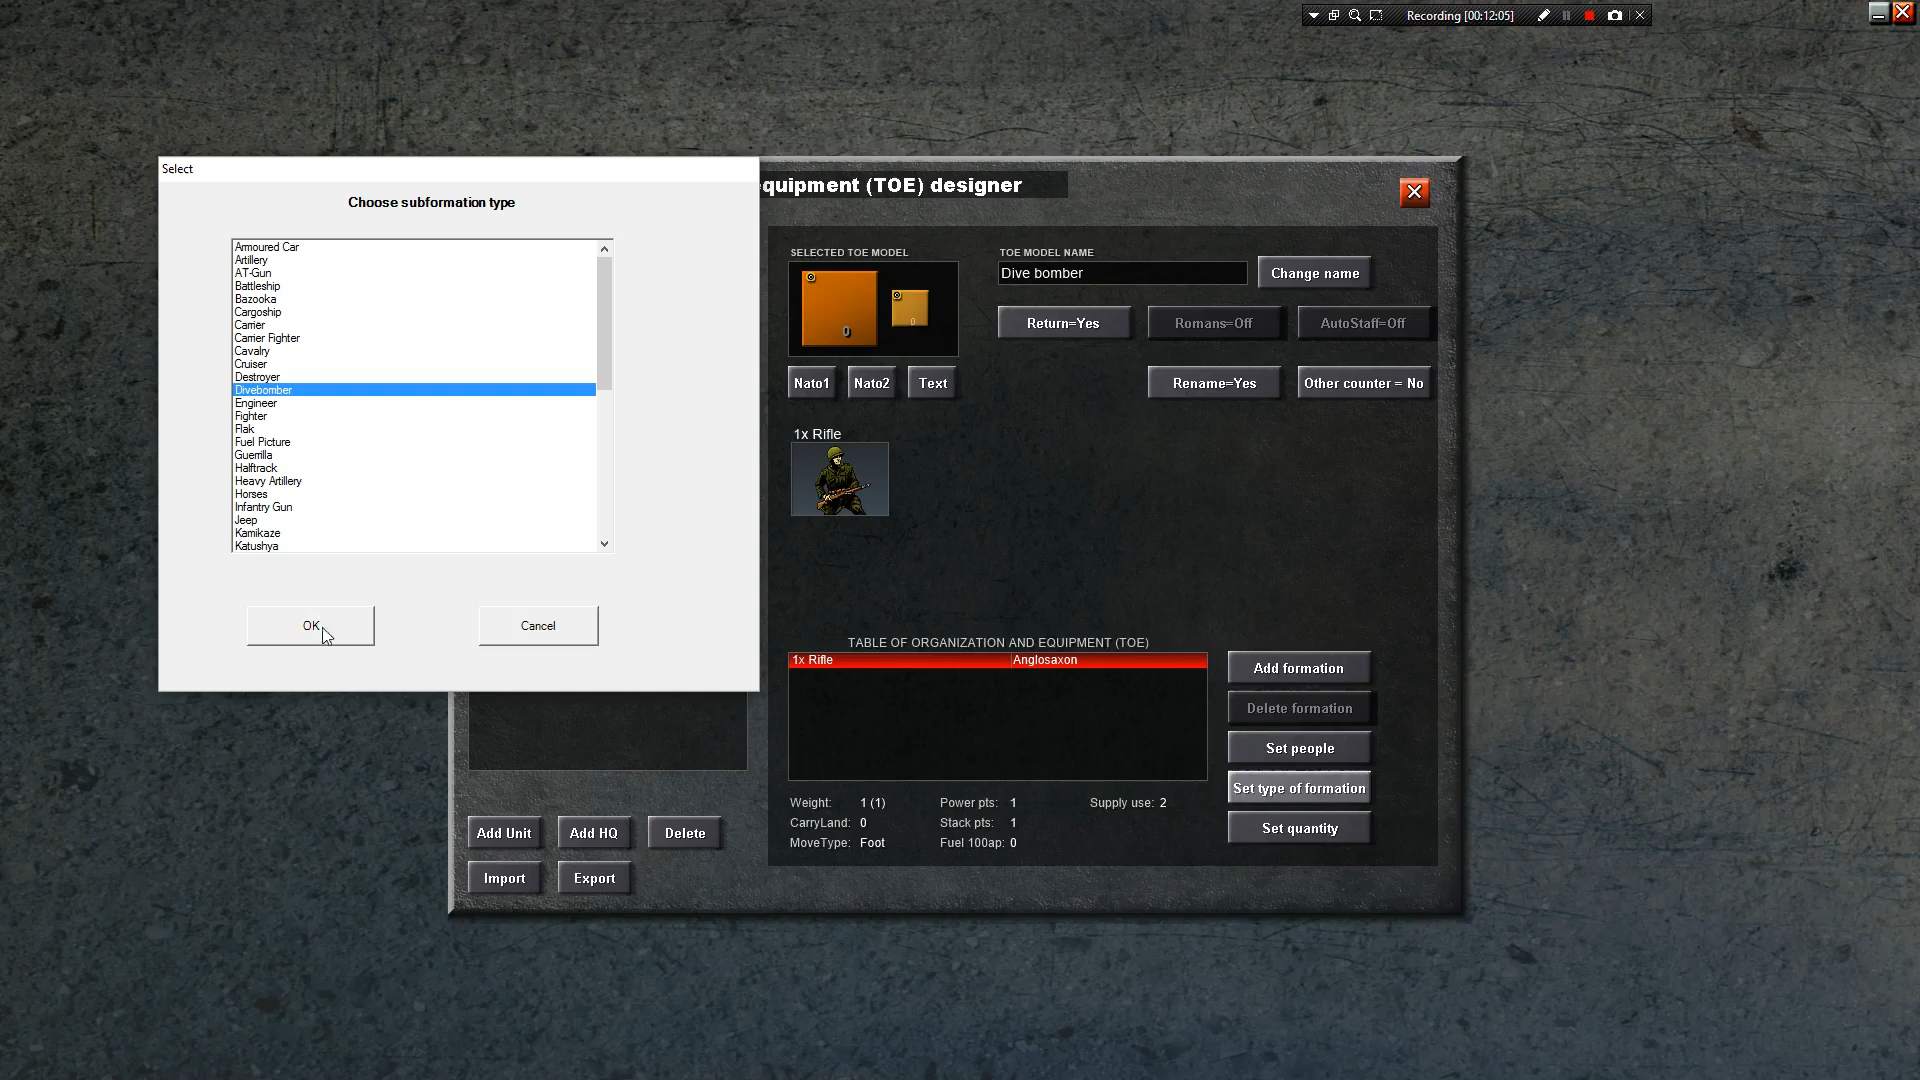 Recording [00:12:05]
Select
Choose subformation type
Armoured Car
Artillery
AT-Gun
Battleship
Bazooka
Cargoship
Carrier
Carrier Fighter
Cavalry
Cruiser
Destroyer
Divebomber
Engineer
Fighter
Flak
Fuel Picture
Guerrilla
Halftrack
Heavy Artillery
Horses
Infantry Gun
Jeep
Kamikaze
Katushya
OK
Cancel
quipment (TOE) designer
SELECTED TOE MODEL
0
0
TOE MODEL NAME
Dive bomber
Change name
Return=Yes
Romans=Off
AutoStaff=Off
Nato1
Nato2
Text
Rename=Yes
Other counter = No
1x Rifle
TABLE OF ORGANIZATION AND EQUIPMENT (TOE)
1x Rifle Anglosaxon
Add formation
Delete formation
Set people
Set type of formation
Set quantity
Weight: 1 (1) Power pts: 1 Supply use: 2
CarryLand: 0 Stack pts: 1
MoveType: Foot Fuel 100ap: 0
Add Unit
Add HQ
Delete
Import
Export